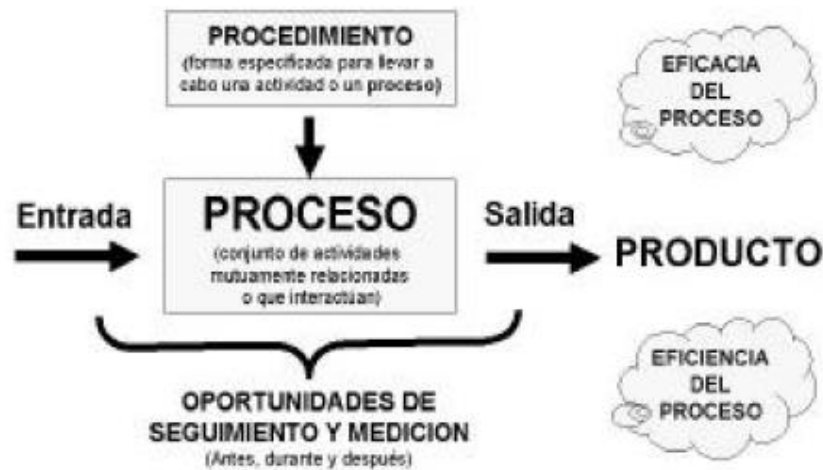 PROCEDIMIENTO
(forma especificada para llevar a
cabo una actividad o un proceso)
EFICACIA
DEL
PROCESO
Entrada
PROCESO
(conjunto de actividades
mutuamente relacionadas
o que interactúan)
Salida
PRODUCTO
OPORTUNIDADES DE
SEGUIMIENTO Y MEDICION
(Antes, durante y después)
EFICIENCIA
DEL
PROCESO